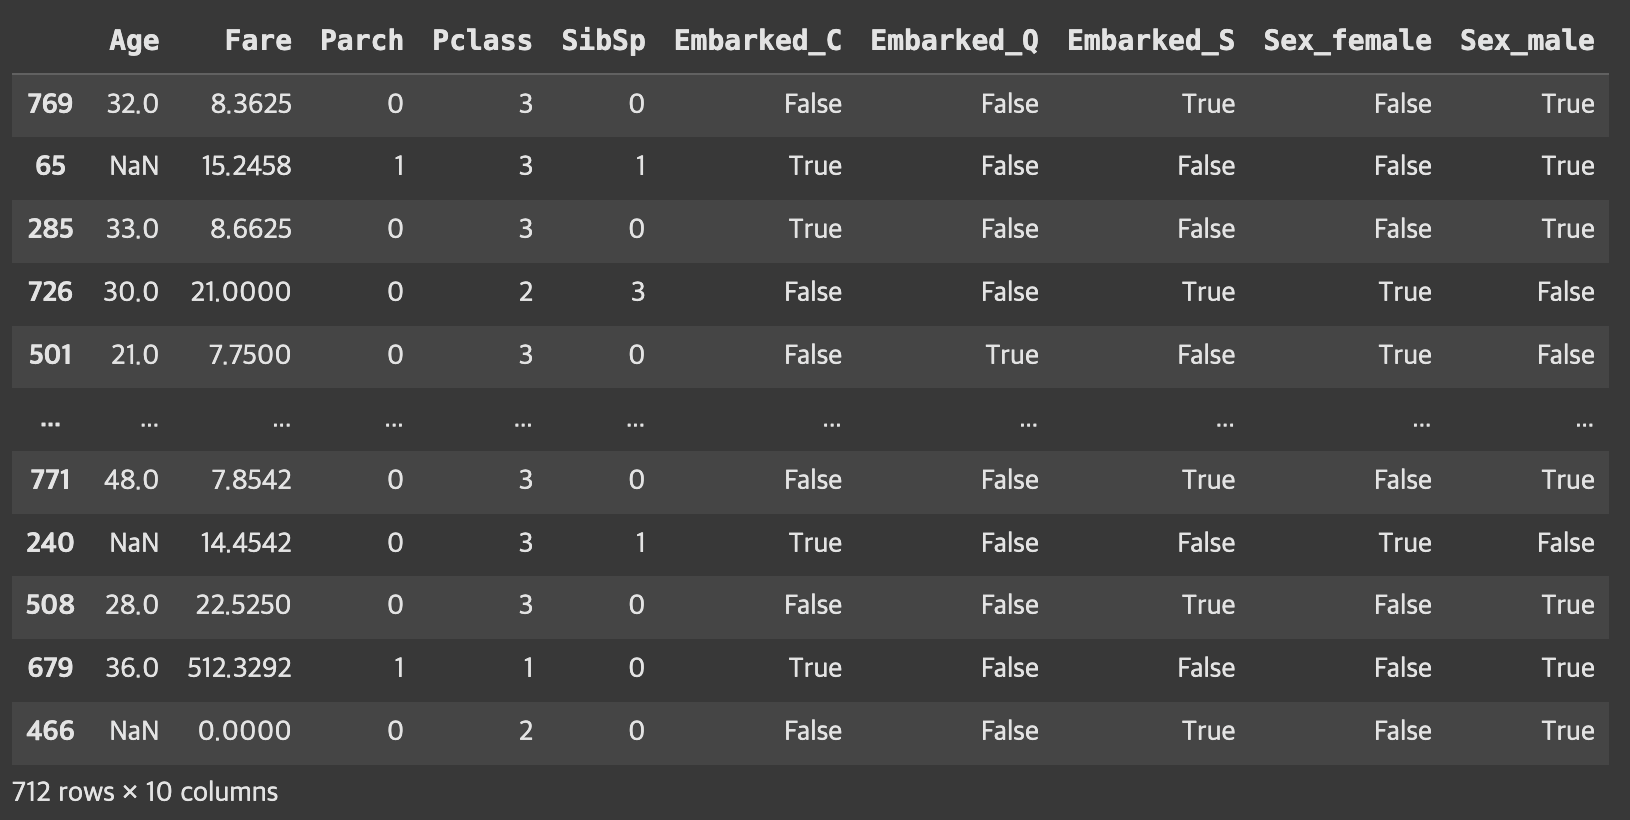 Age Fare Parch Pclass SibSp Embarked_C Embarked_Q Embarked_S Sex_female Sex_male
769 32.0 8.3625 0 3 0 False False True False True
65 NaN 15.2458 1 3 1 True False False False True
285 33.0 8.6625 0 3 0 True False False False True
726 30.0 21.0000 0 2 3 False False True True False
501 21.0 7.7500 0 3 0 False True False True False
... ... ... ... ... ... ... ... ... ... ...
771 48.0 7.8542 0 3 0 False False True False True
240 NaN 14.4542 0 3 1 True False False True False
508 28.0 22.5250 0 3 0 False False True False True
679 36.0 512.3292 1 1 0 True False False False True
466 NaN 0.0000 0 2 0 False False True False True
712 rows × 10 columns